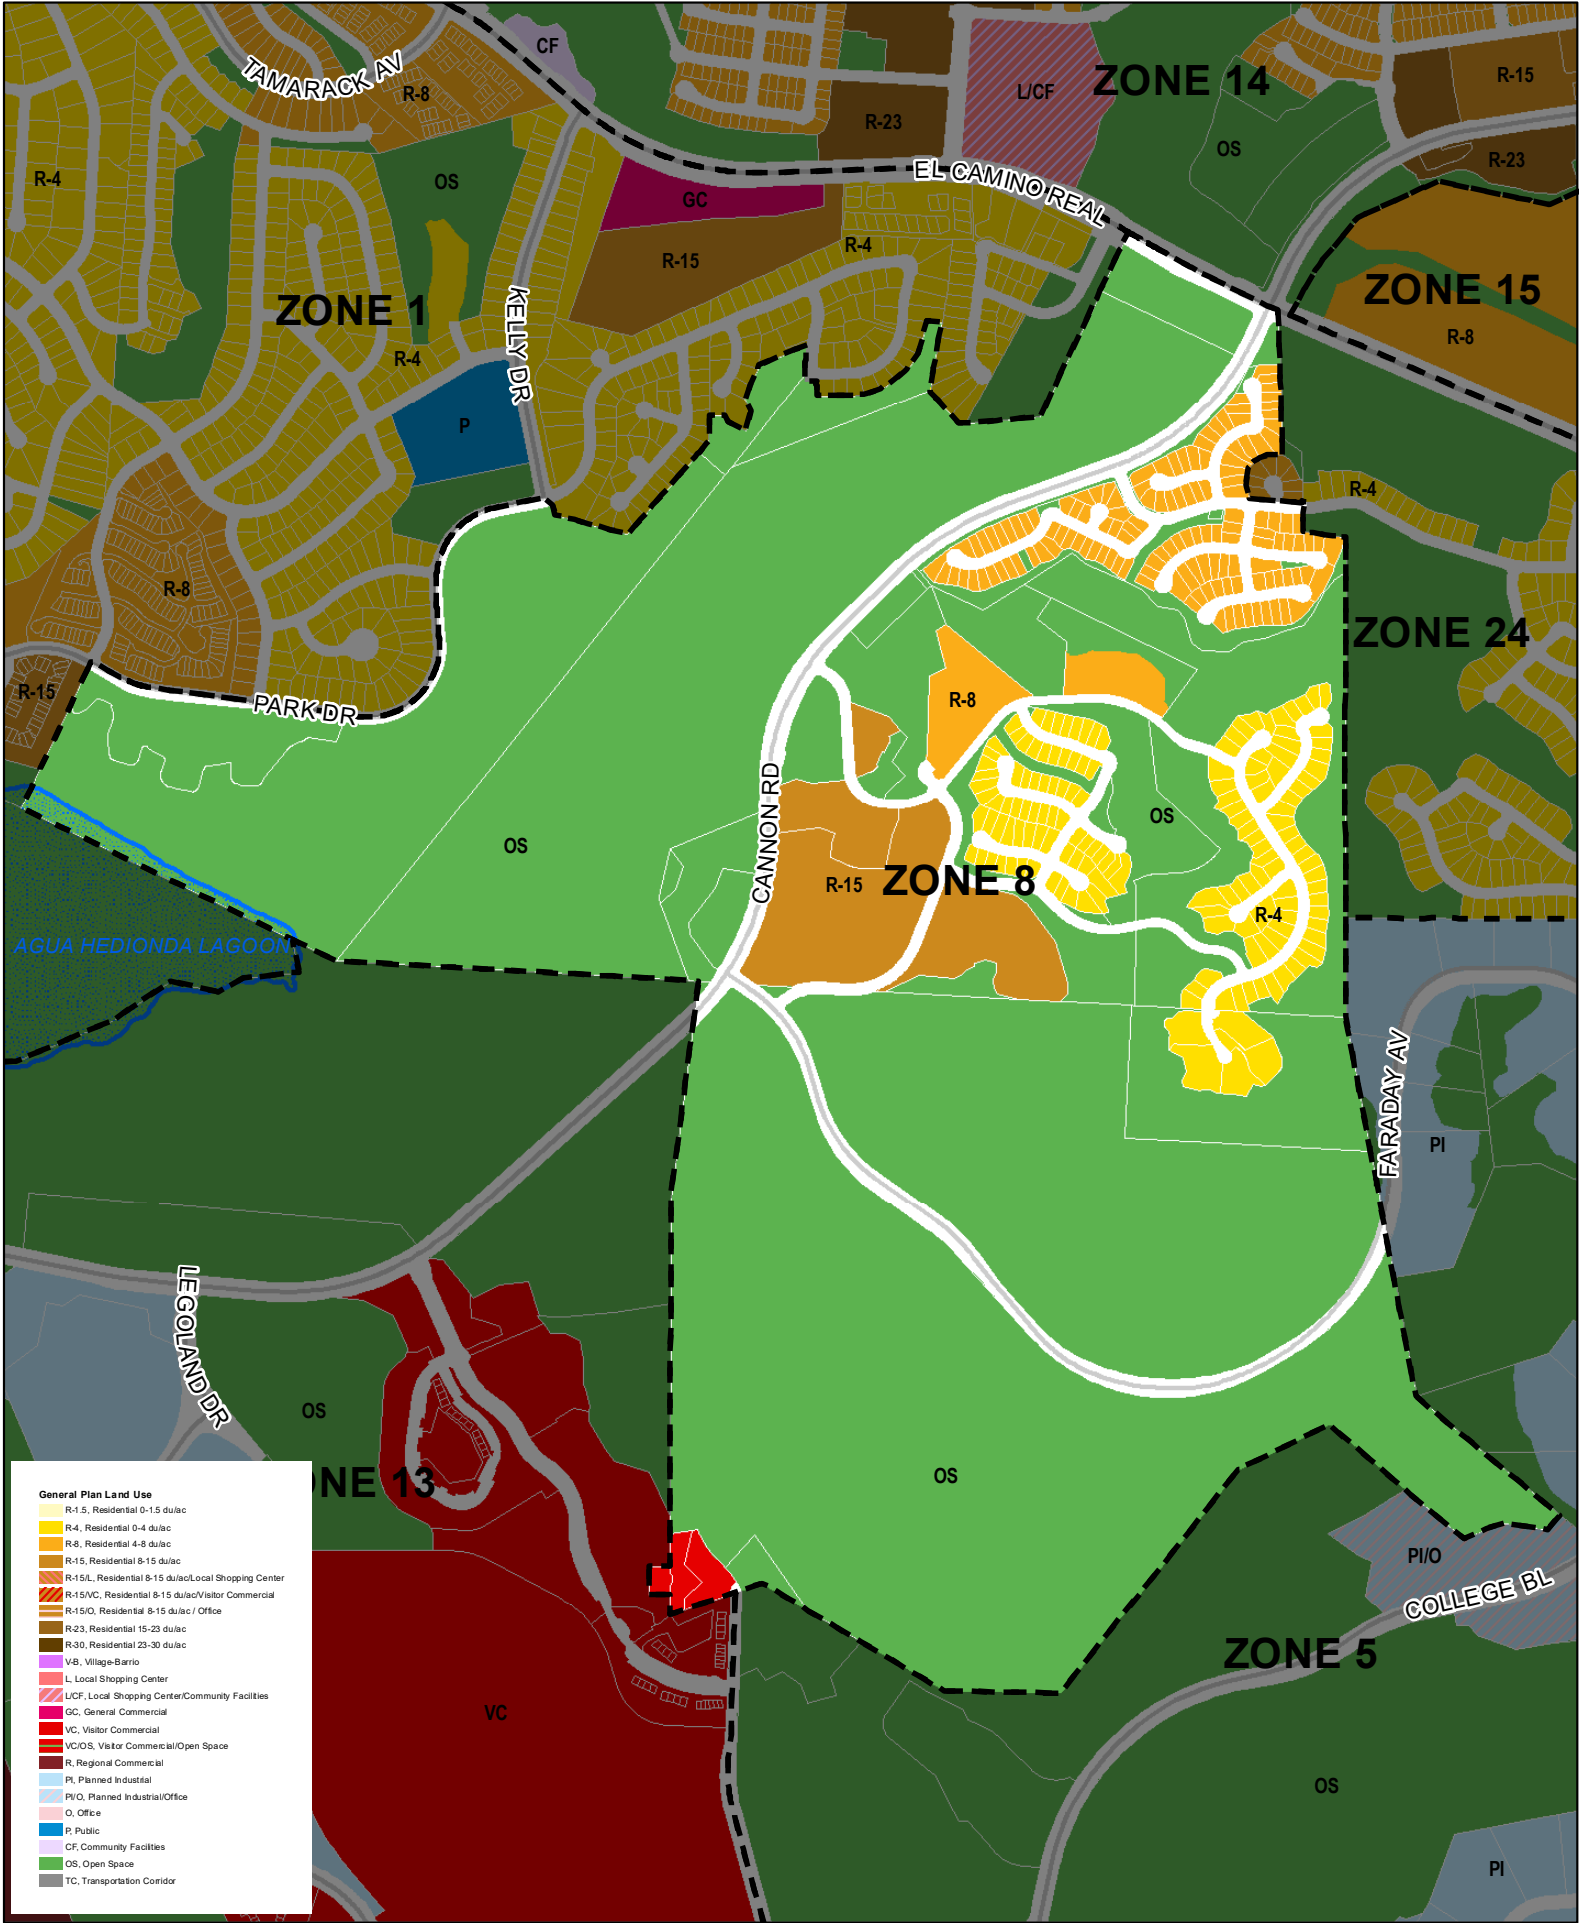 CF
TAMARACK AV
R-8
L/CF
ZONE 14
R-15
R-23
OS
R-23
R-4
OS
EL CAMINO REAL
GC
R-15
R-4
ZONE 1
KELLY DR
R-4
ZONE 15
R-8
P
R-4
R-8
ZONE 24
R-15
PARK DR
R-8
CANNON RD
OS
OS
R-15
ZONE 8
R-4
AGUA HEDIONDA LAGOON
FARADAY AV
PI
LEGOLAND DR
OS
NE 13
OS
PI/O
COLLEGE BL
ZONE 5
VC
OS
PI
General Plan Land Use
R-1.5, Residential 0-1.5 du/ac
R-4, Residential 0-4 du/ac
R-8, Residential 4-8 du/ac
R-15, Residential 8-15 du/ac
R-15/L, Residential 8-15 du/ac/Local Shopping Center
R-15/VC, Residential 8-15 du/ac/Visitor Commercial
R-15/O, Residential 8-15 du/ac / Office
R-23, Residential 15-23 du/ac
R-30, Residential 23-30 du/ac
V-B, Village-Barrio
L, Local Shopping Center
L/CF, Local Shopping Center/Community Facilities
GC, General Commercial
VC, Visitor Commercial
VC/OS, Visitor Commercial/Open Space
R, Regional Commercial
PI, Planned Industrial
PI/O, Planned Industrial/Office
O, Office
P, Public
CF, Community Facilities
OS, Open Space
TC, Transportation Corridor